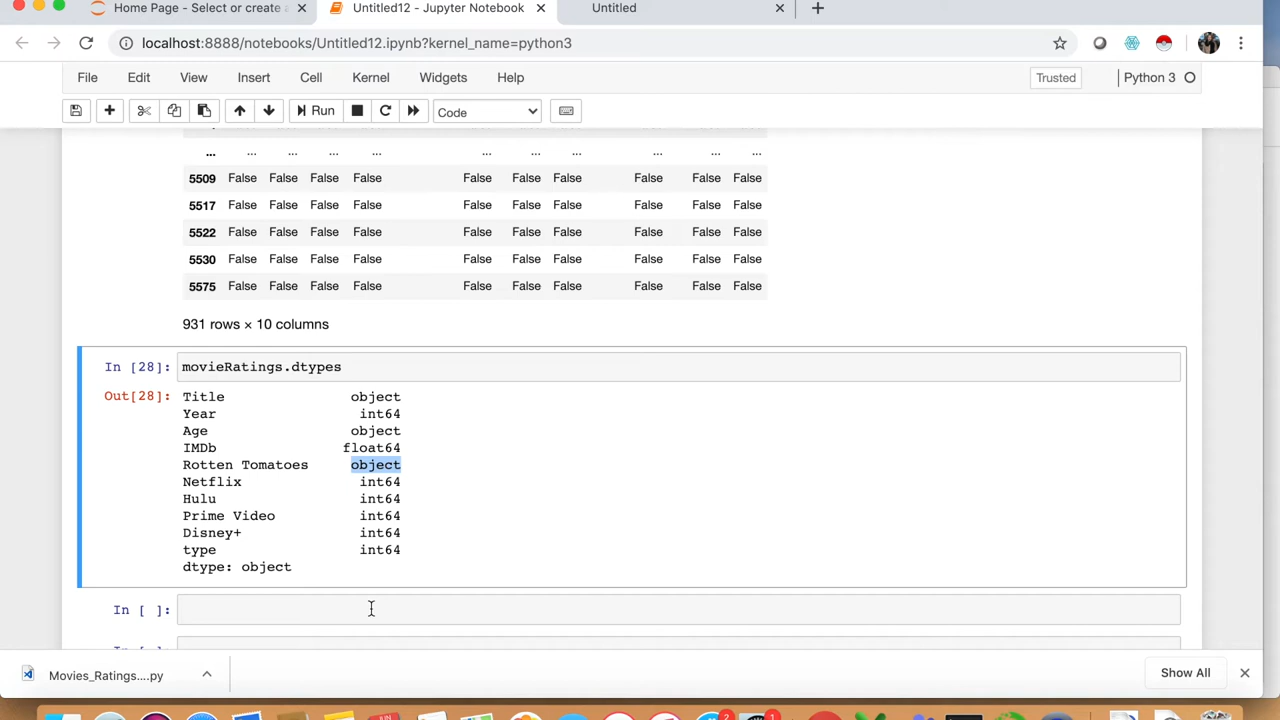 Home Page - Select or create a
Untitled12 - Jupyter Notebook
Untitled
localhost:8888/notebooks/Untitled12.ipynb?kernel_name=python3
File Edit View Insert Cell Kernel Widgets Help
Trusted
Python 3
Run
Code
... ... ... ... ... ... ... ... ... ... ...
5509 False False False False False False False False False False
5517 False False False False False False False False False False
5522 False False False False False False False False False False
5530 False False False False False False False False False False
5575 False False False False False False False False False False
931 rows × 10 columns
In [28]: movieRatings.dtypes
Out[28]: Title object
Year int64
Age object
IMDb float64
Rotten Tomatoes object
Netflix int64
Hulu int64
Prime Video int64
Disney+ int64
type int64
dtype: object
In [ ]:
Movies_Ratings....py
Show All